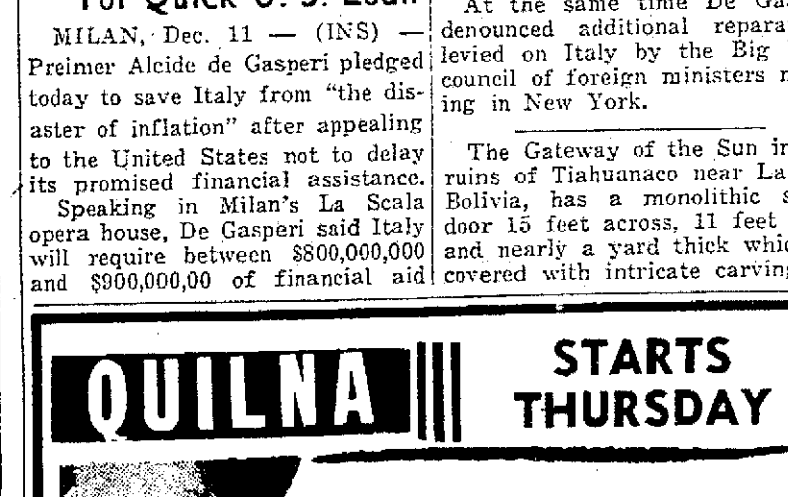 For Quick U. S. Loan
MILAN, Dec. 11 — (INS) —
Preimer Alcide de Gasperi pledged
today to save Italy from "the dis-
aster of inflation" after appealing
to the United States not to delay
its promised financial assistance.
Speaking in Milan's La Scala
opera house, De Gasperi said Italy
will require between $800,000,000
and $900,000,00 of financial aid
At the same time De
denounced additional
levied on Italy by the Big
council of foreign ministers
ing in New York.
The Gateway of the Sun
ruins of Tiahuanaco near La
Bolivia, has a monolithic
door 15 feet across, 11 feet
and nearly a yard thick
covered with intricate
QUILNA
STARTS
THURSDAY